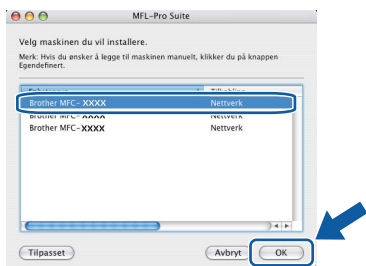 MFL-Pro Suite
Velg maskinen du vil installere.
Merk: Hvis du ønsker å legge til maskinen manuelt, klikker du på knappen
Egendefinert.
Brother MFC- XXXX Nettverk
Brother MFC- XXXX Nettverk
Brother MFC- XXXX Nettverk
Tilpasset Avbryt OK